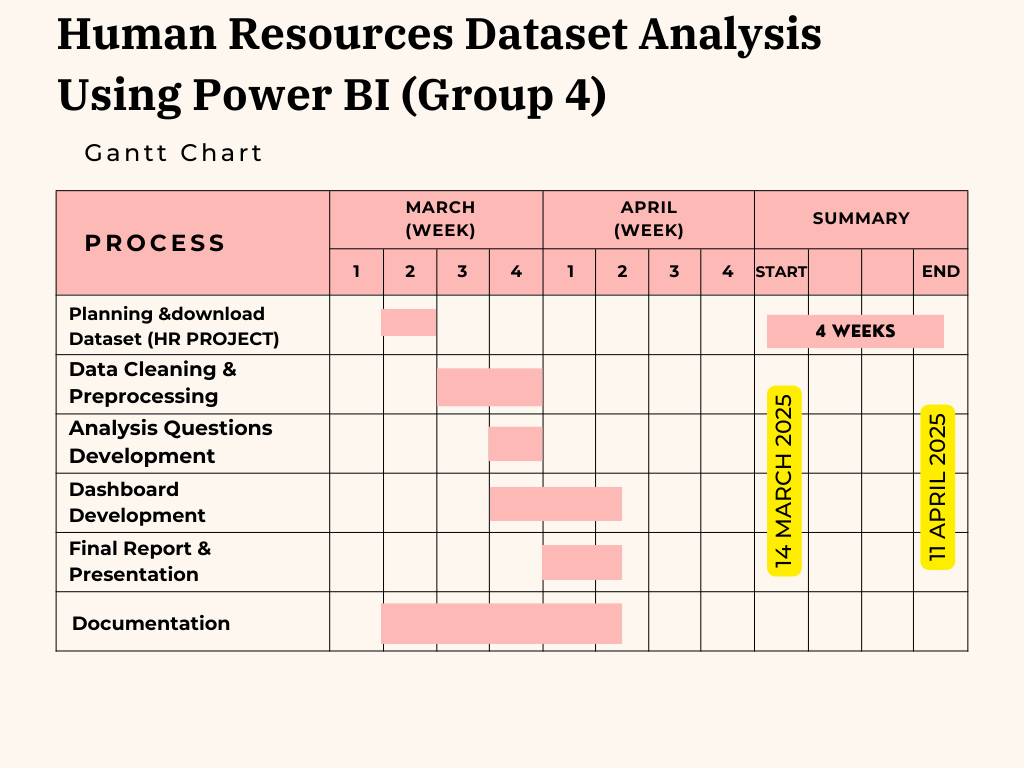 Human Resources Dataset Analysis
Using Power BI (Group 4)
Gantt Chart
PROCESS
MARCH
(WEEK)
APRIL
(WEEK)
SUMMARY
1 2 3 4 1 2 3 4 START END
Planning &download
Dataset (HR PROJECT)
4 WEEKS
Data Cleaning &
Preprocessing
Analysis Questions
Development
Dashboard
Development
Final Report &
Presentation
Documentation
14 MARCH 2025
11 APRIL 2025